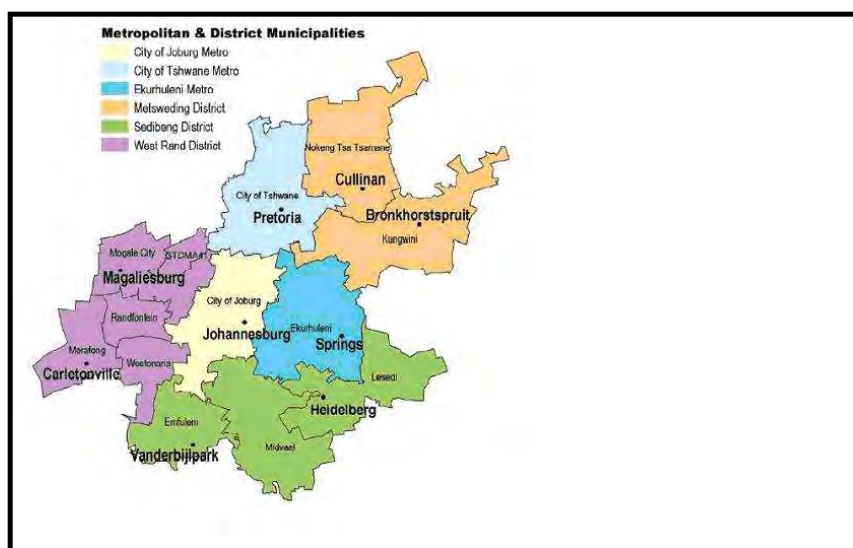 Metropolitan & District Municipalities
City of Joburg Metro
City of Tshwane Metro
Ekurhuleni Metro
Metsweding District
Sedibeng District
West Rand District
Nokeng Tsa Taemane
Cullinan
City of Tshwane
Pretoria
Bronkhorstspruit
Kungwini
Mogale City
Magaliesburg
City of Joburg
Johannesburg
Randfontein
Ekurhuleni
Springs
Merafong
Westonaria
Carletonville
Lesedi
Heidelberg
Emfuleni
Midvaal
Vanderbijlpark